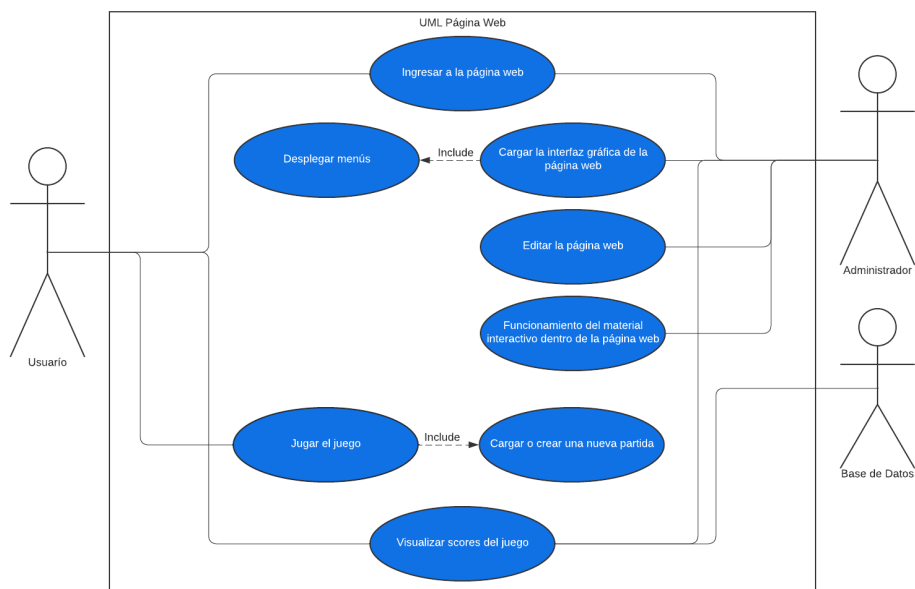 UML Página Web
Ingresar a la página web
Desplegar menús
Include
Cargar la interfaz gráfica de la
página web
Editar la página web
Administrador
Funcionamiento del material
interactivo dentro de la página web
Usuarío
Jugar el juego
Include
Cargar o crear una nueva partida
Base de Datos
Visualizar scores del juego